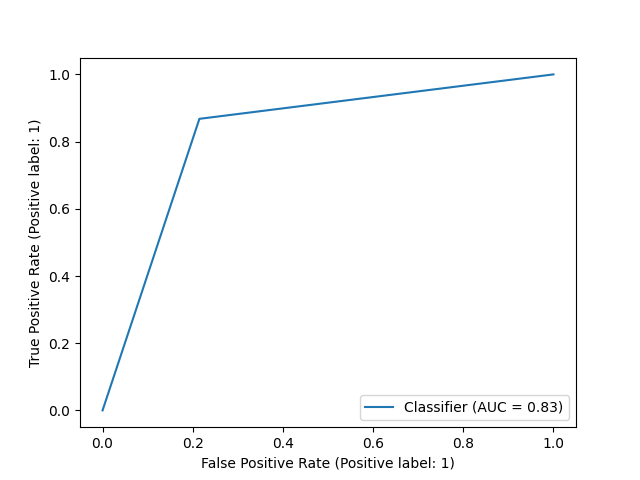 1.0
0.8
0.6
0.4
0.2
0.0
True Positive Rate (Positive label: 1)
Classifier (AUC = 0.83)
0.0 0.2 0.4 0.6 0.8 1.0
False Positive Rate (Positive label: 1)